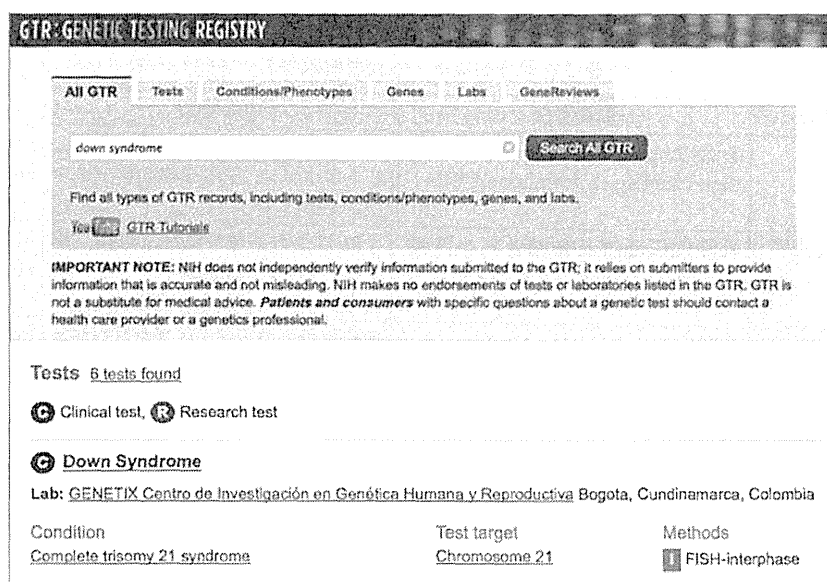 GTR: GENETIC TESTING REGISTRY
All GTR Tests Conditions/Phenotypes Genes Labs GeneReviews
down syndrome Search All GTR
Find all types of GTR records, including tests, conditions/phenotypes, genes, and labs.
YouTube GTR Tutorials
IMPORTANT NOTE: NIH does not independently verify information submitted to the GTR; it relies on submitters to provide
information that is accurate and not misleading. NIH makes no endorsements of tests or laboratories listed in the GTR. GTR is
not a substitute for medical advice. Patients and consumers with specific questions about a genetic test should contact a
health care provider or a genetics professional.
Tests 6 tests found
C Clinical test, R Research test
C Down Syndrome
Lab: GENETIX Centro de Investigación en Genética Humana y Reproductiva Bogota, Cundinamarca, Colombia
Condition Test target Methods
Complete trisomy 21 syndrome Chromosome 21 I FISH-interphase